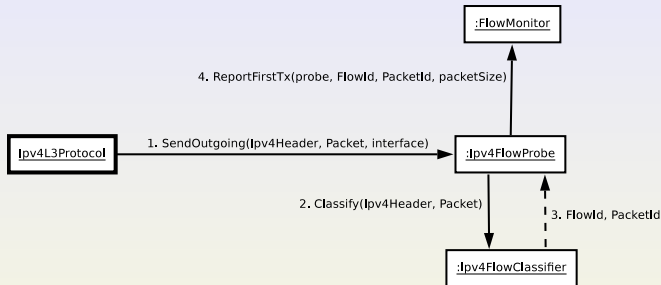 :FlowMonitor
4. ReportFirstTx(probe, FlowId, PacketId, packetSize)
Ipv4L3Protocol
1. SendOutgoing(Ipv4Header, Packet, interface)
:Ipv4FlowProbe
2. Classify(Ipv4Header, Packet)
3. FlowId, PacketId
:Ipv4FlowClassifier